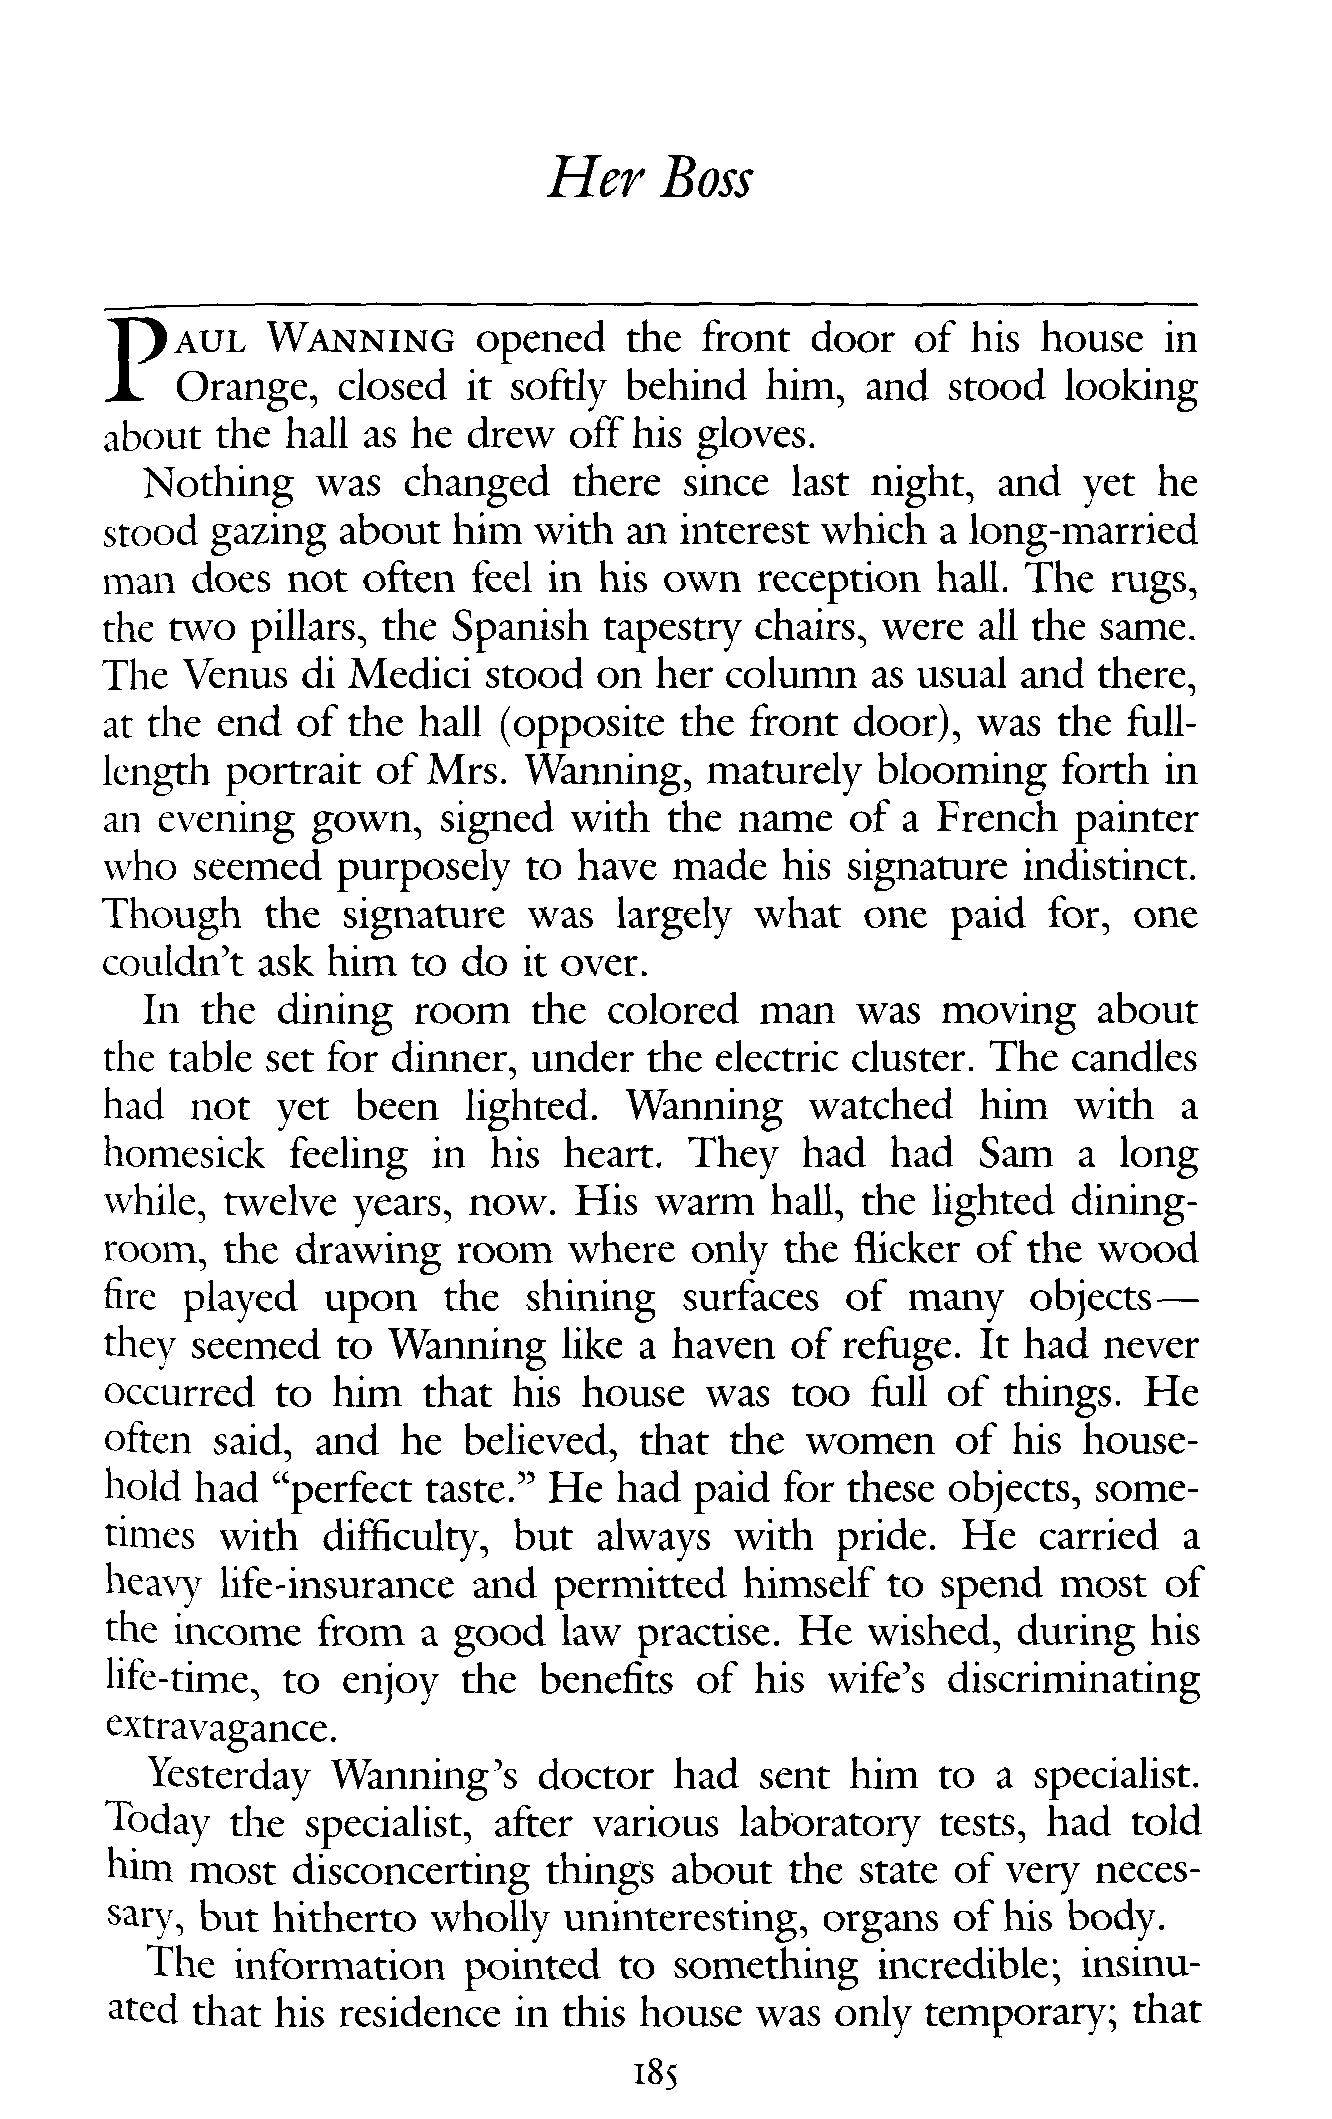 Her Boss
PAUL WANNING opened the front door of his house in
Orange, closed it softly behind him, and stood looking
about the hall as he drew off his gloves.
Nothing was changed there since last night, and yet he
stood gazing about him with an interest which a long-married
man does not often feel in his own reception hall. The rugs,
the two pillars, the Spanish tapestry chairs, were all the same.
The Venus di Medici stood on her column as usual and there,
at the end of the hall (opposite the front door), was the full-
length portrait of Mrs. Wanning, maturely blooming forth in
an evening gown, signed with the name of a French painter
who seemed purposely to have made his signature indistinct.
Though the signature was largely what one paid for, one
couldn't ask him to do it over.
In the dining room the colored man was moving about
the table set for dinner, under the electric cluster. The candles
had not yet been lighted. Wanning watched him with a
homesick feeling in his heart. They had had Sam a long
while, twelve years, now. His warm hall, the lighted dining-
room, the drawing room where only the flicker of the wood
fire played upon the shining surfaces of many objects—
they seemed to Wanning like a haven of refuge. It had never
occurred to him that his house was too full of things. He
often said, and he believed, that the women of his house-
hold had "perfect taste." He had paid for these objects, some-
times with difficulty, but always with pride. He carried a
heavy life-insurance and permitted himself to spend most of
the income from a good law practise. He wished, during his
life-time, to enjoy the benefits of his wife's discriminating
extravagance.
Yesterday Wanning's doctor had sent him to a specialist.
Today the specialist, after various laboratory tests, had told
him most disconcerting things about the state of very neces-
sary, but hitherto wholly uninteresting, organs of his body.
The information pointed to something incredible; insinu-
ated that his residence in this house was only temporary; that
185